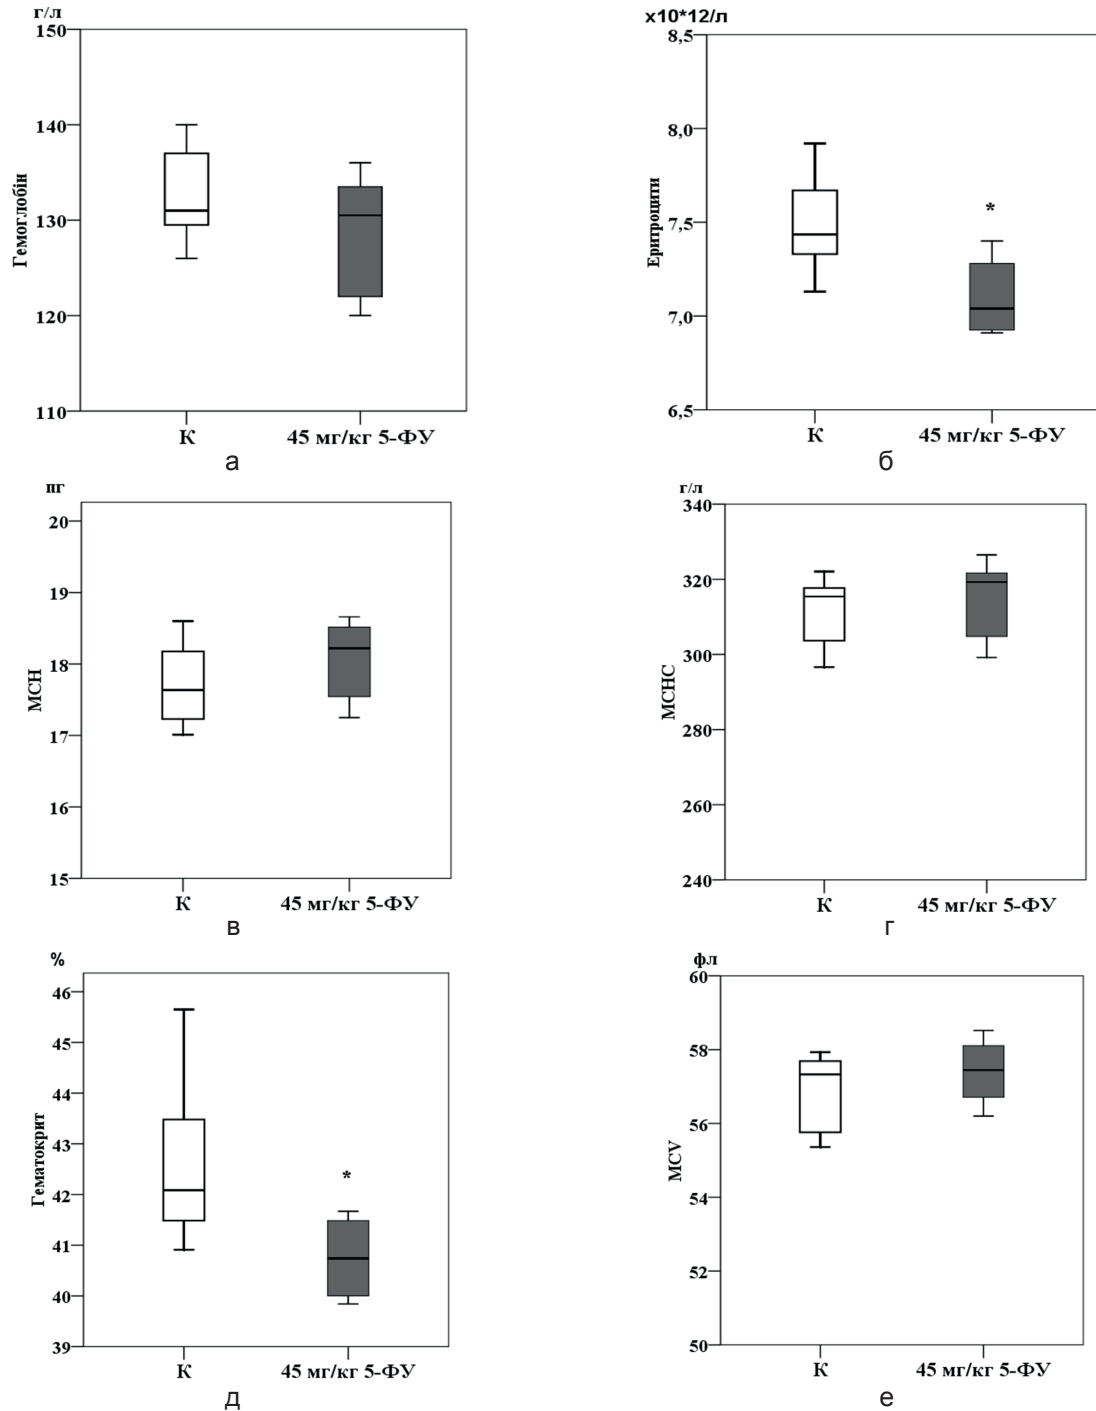 г/л
150
140
130
120
110
Гемоглобін
К
45 мг/кг 5-ФУ
а
х10*12/л
8,5
8,0
7,5
7,0
6,5
Еритроцити
*
К
45 мг/кг 5-ФУ
б
пг
20
19
18
17
16
15
МСН
К
45 мг/кг 5-ФУ
в
г/л
340
320
300
280
260
240
МСНС
К
45 мг/кг 5-ФУ
г
%
46
45
44
43
42
41
40
39
Гематокрит
*
К
45 мг/кг 5-ФУ
д
фл
60
58
56
54
52
50
MCV
К
45 мг/кг 5-ФУ
е